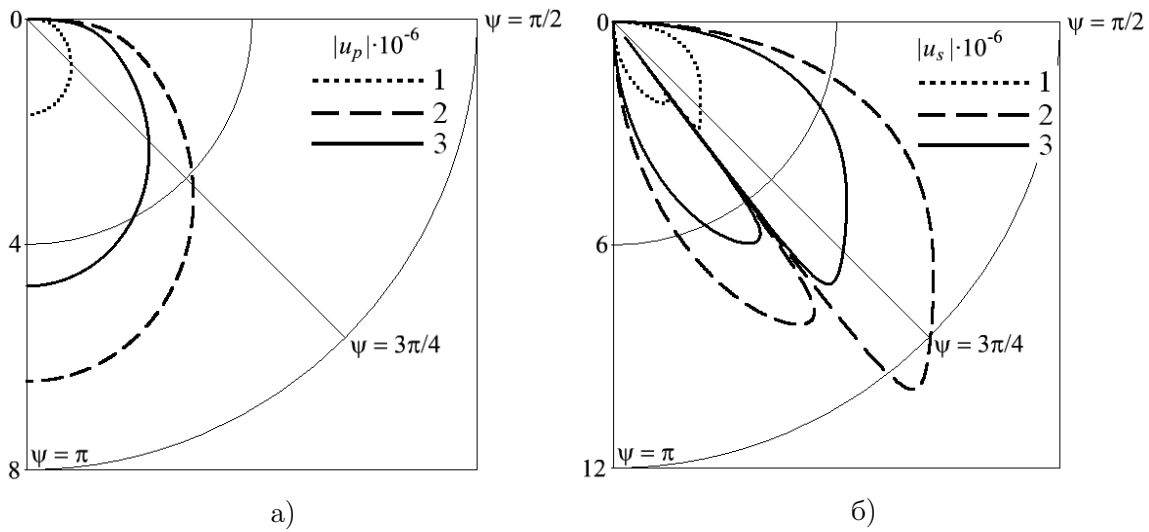 0
ψ = π/2
|u_p|·10^-6
1
2
3
4
ψ = 3π/4
ψ = π
8
а)
0
ψ = π/2
|u_s|·10^-6
1
2
3
6
ψ = 3π/4
ψ = π
12
б)